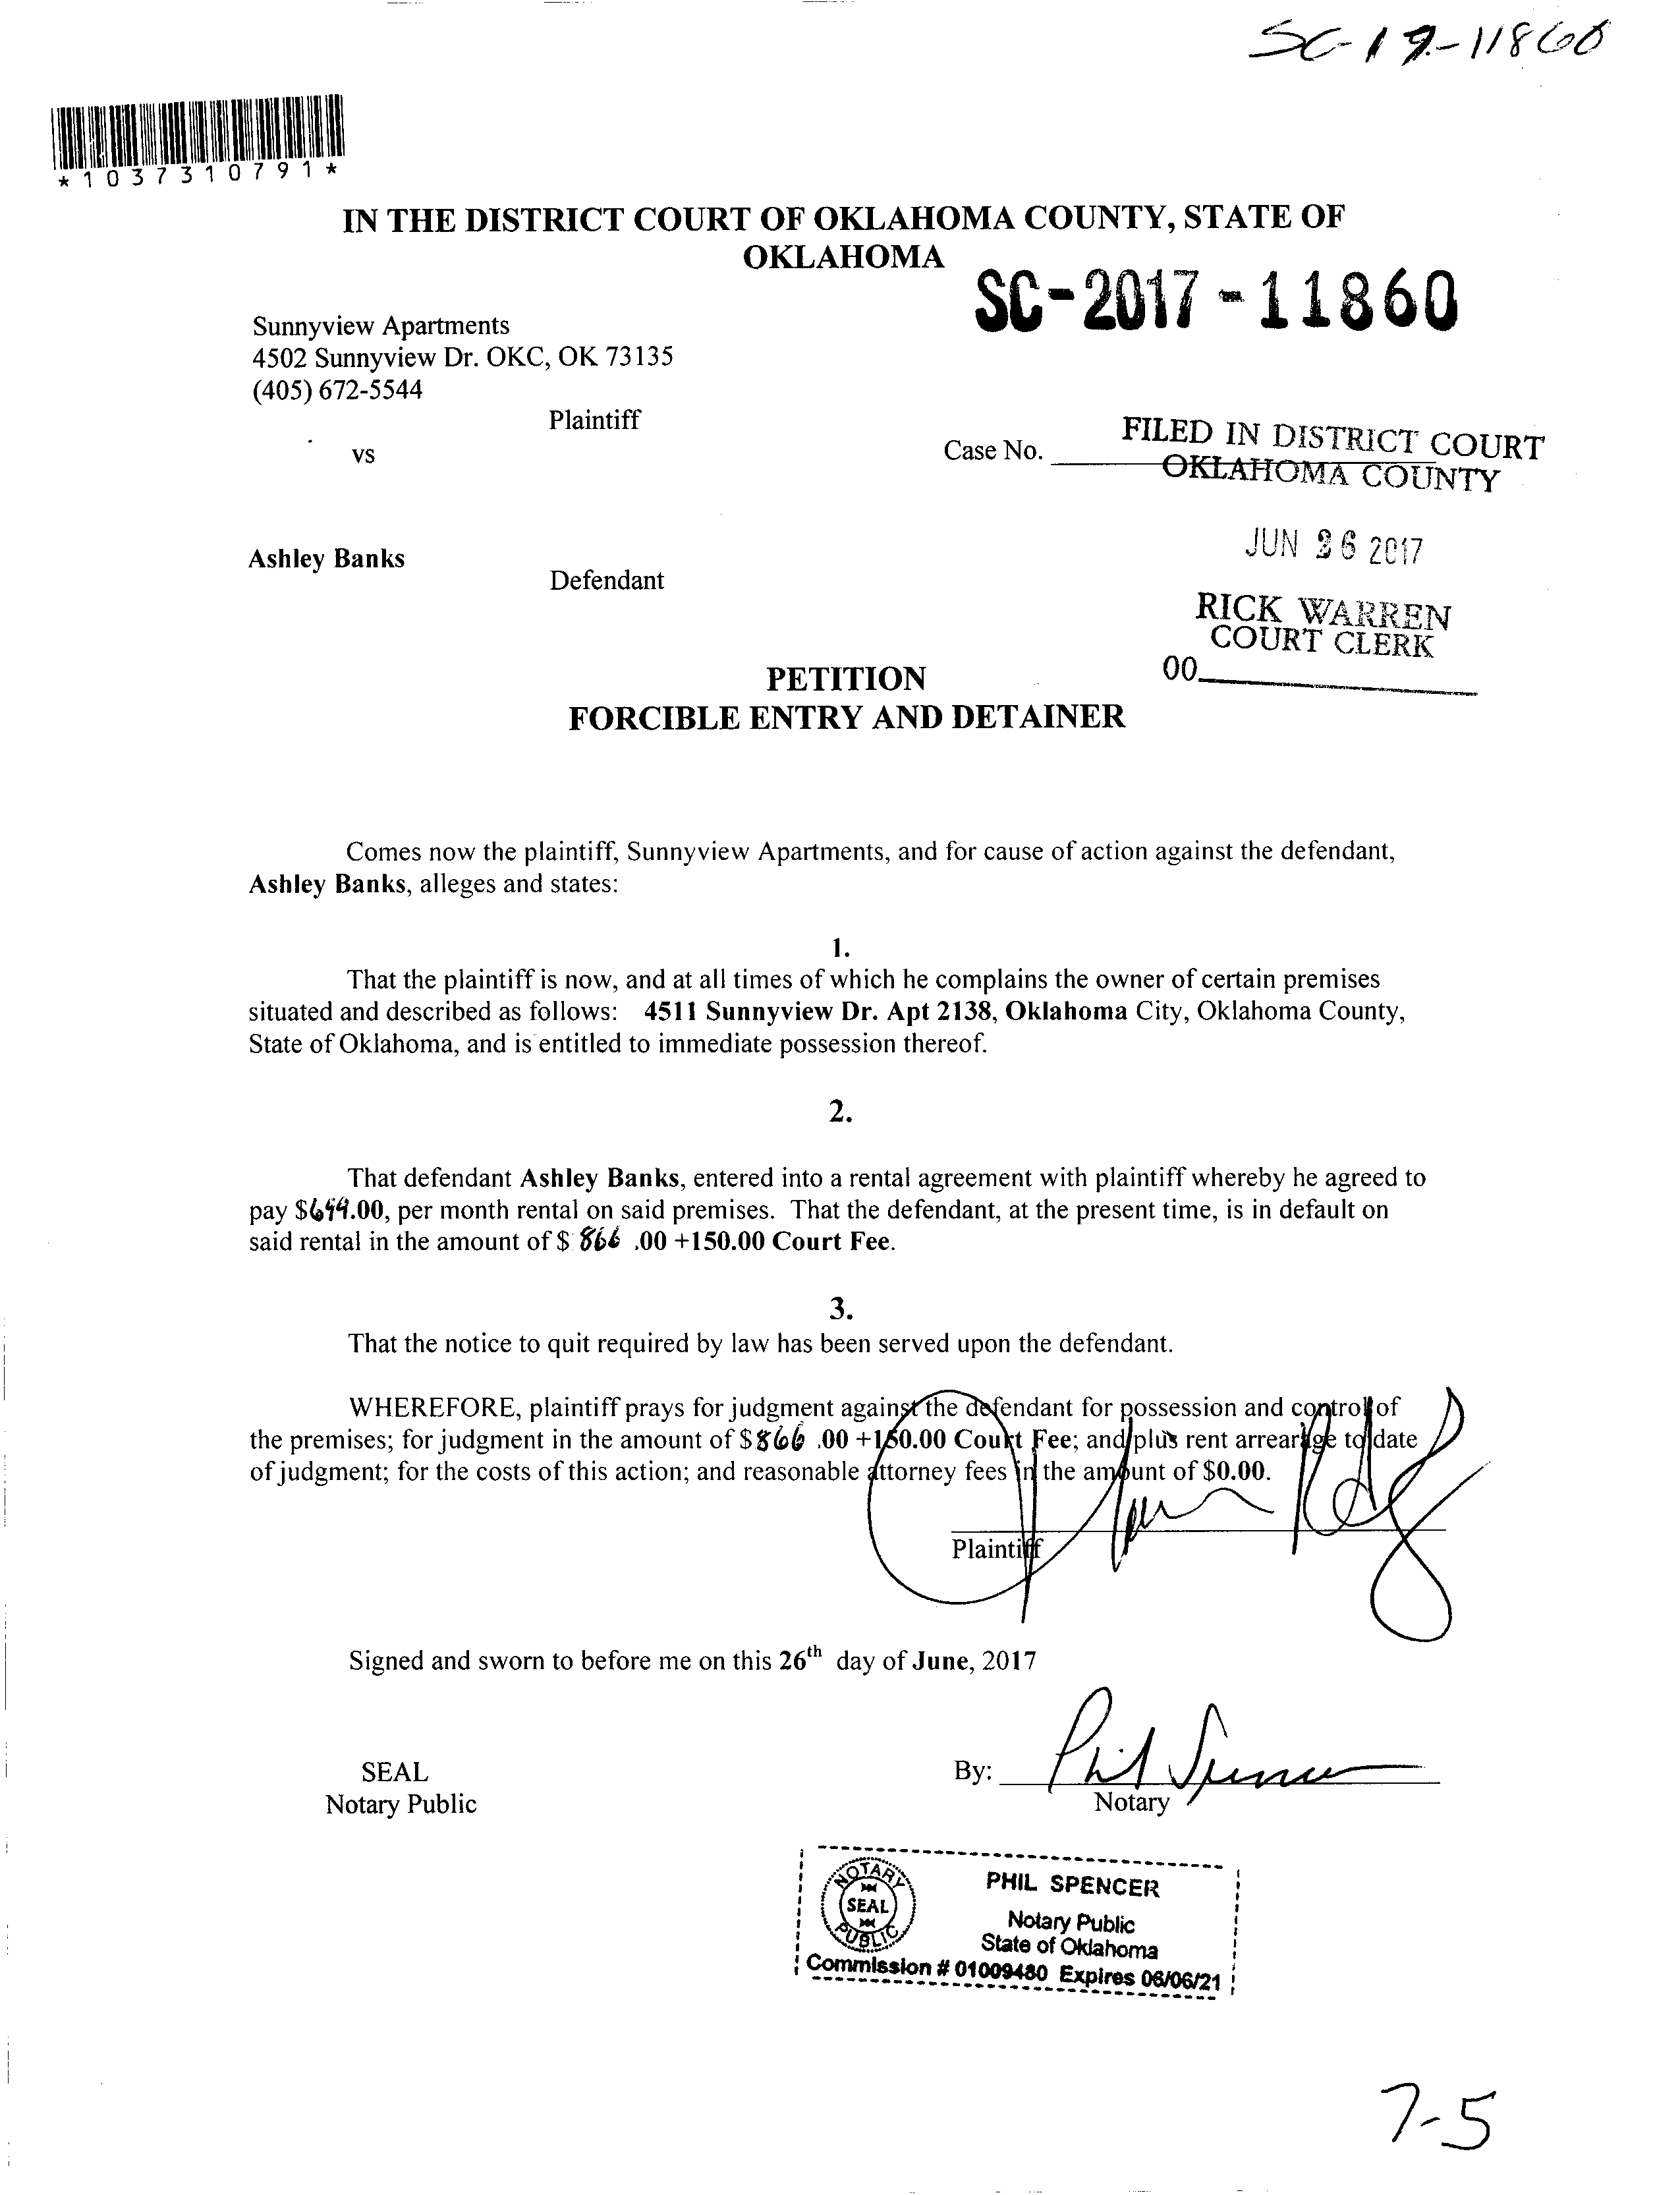 SC-17-11860
*1037310791*
IN THE DISTRICT COURT OF OKLAHOMA COUNTY, STATE OF
OKLAHOMA
SC-2017-11860
Sunnyview Apartments
4502 Sunnyview Dr. OKC, OK 73135
(405) 672-5544
Plaintiff
vs
Case No.
FILED IN DISTRICT COURT
OKLAHOMA COUNTY
JUN 26 2017
Ashley Banks
Defendant
RICK WARREN
COURT CLERK
00
PETITION
FORCIBLE ENTRY AND DETAINER
Comes now the plaintiff, Sunnyview Apartments, and for cause of action against the defendant,
Ashley Banks, alleges and states:
1.
That the plaintiff is now, and at all times of which he complains the owner of certain premises
situated and described as follows: 4511 Sunnyview Dr. Apt 2138, Oklahoma City, Oklahoma County,
State of Oklahoma, and is entitled to immediate possession thereof.
2.
That defendant Ashley Banks, entered into a rental agreement with plaintiff whereby he agreed to
pay $.00, per month rental on said premises. That the defendant, at the present time, is in default on
said rental in the amount of $ 866 .00 +150.00 Court Fee.
3.
That the notice to quit required by law has been served upon the defendant.
WHEREFORE, plaintiff prays for judgment against the defendant for possession and control of
the premises; for judgment in the amount of $866 .00 +150.00 Court Fee; and plus rent arrearage to date
of judgment; for the costs of this action; and reasonable attorney fees in the amount of $0.00.
Plaintiff
Signed and sworn to before me on this 26th day of June, 2017
SEAL
Notary Public
By: Phil Spencer
Notary
NOTARY
SEAL
PUBLIC
PHIL SPENCER
Notary Public
State of Oklahoma
Commission # 01009480 Expires 06/06/21
7-5